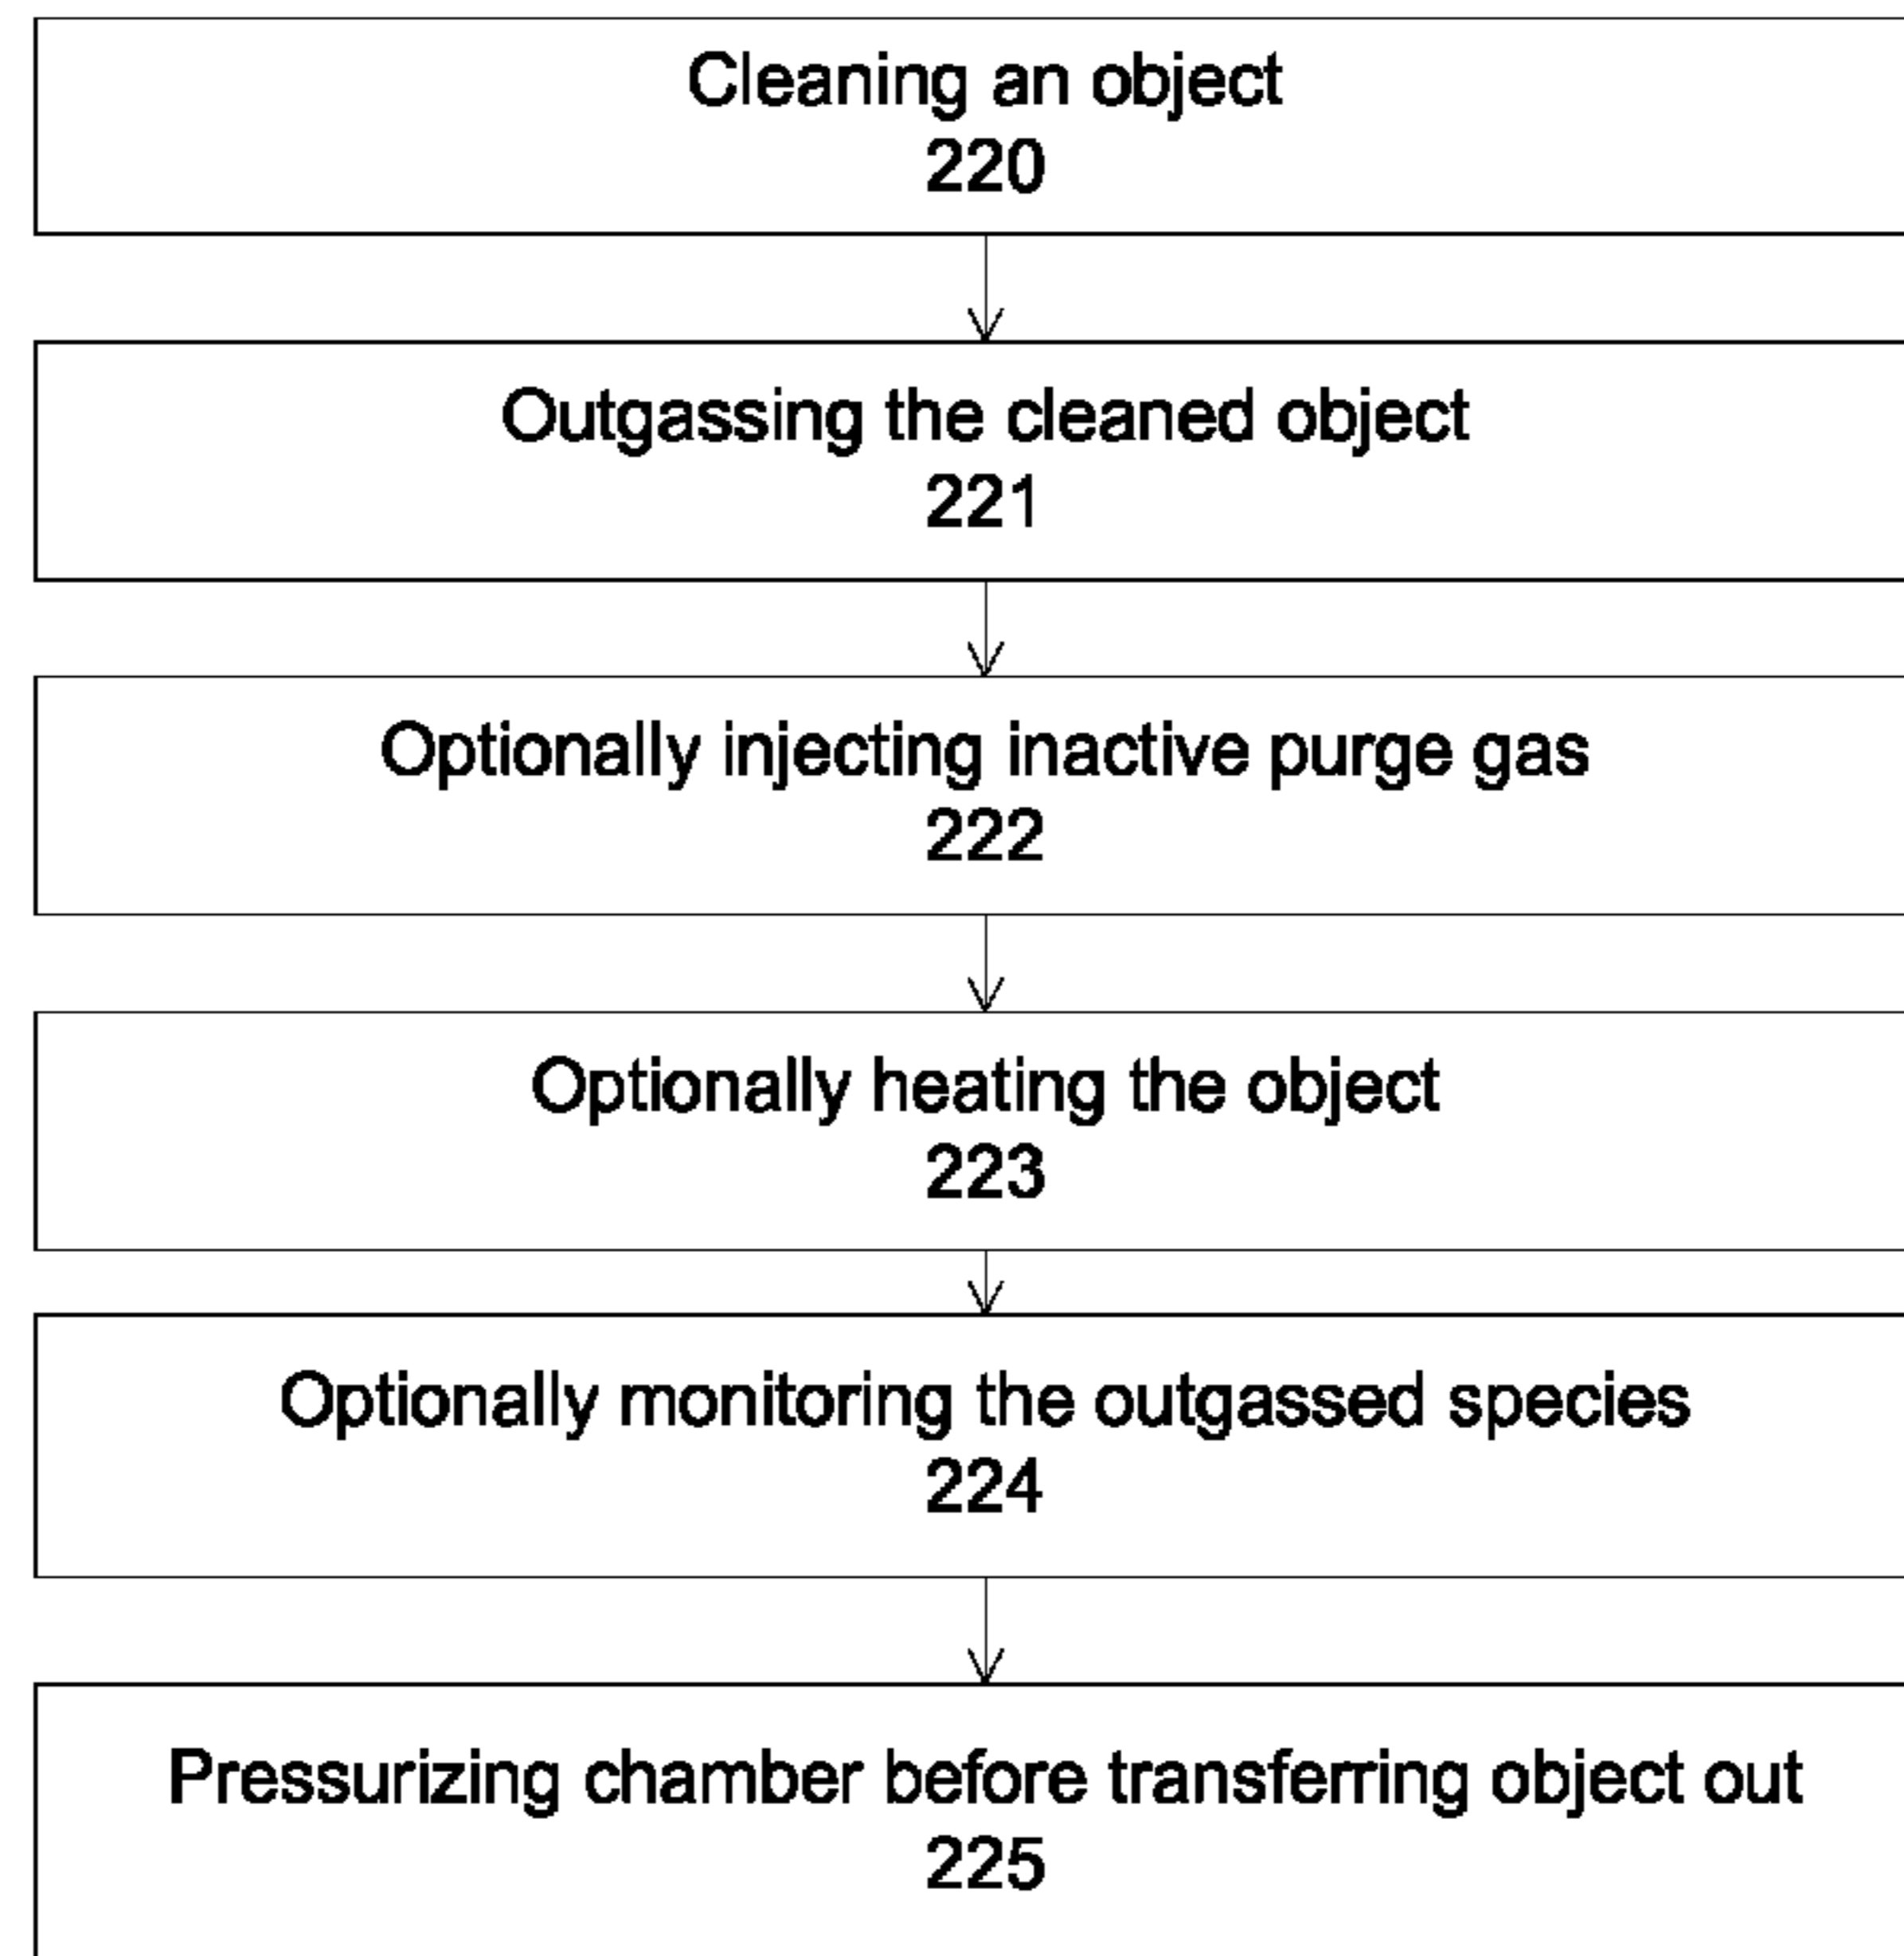 Cleaning an object
220
Outgassing the cleaned object
221
Optionally injecting inactive purge gas
222
Optionally heating the object
223
Optionally monitoring the outgassed species
224
Pressurizing chamber before transferring object out
225